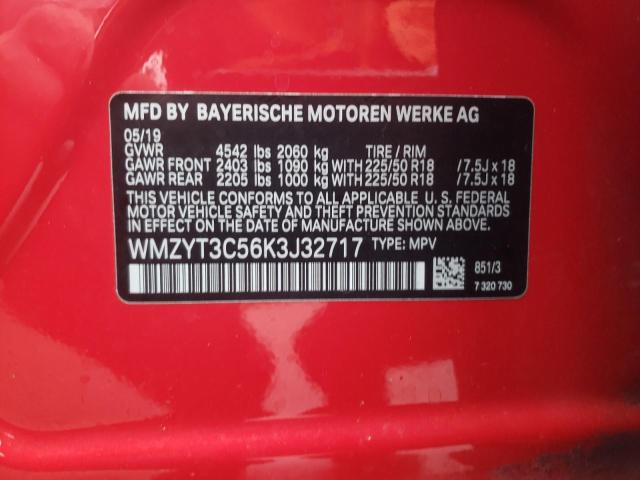 MFD BY BAYERISCHE MOTOREN WERKE AG
05/19
GVWR 4542 lbs 2060 kg TIRE / RIM
GAWR FRONT 2403 lbs 1090 kg WITH 225/50 R18 /7.5J x 18
GAWR REAR 2205 lbs 1000 kg WITH 225/50 R18 /7.5J x 18
THIS VEHICLE CONFORMS TO ALL APPLICABLE U. S. FEDERAL
MOTOR VEHICLE SAFETY AND THEFT PREVENTION STANDARDS
IN EFFECT ON THE DATE OF MANUFACTURE SHOWN ABOVE.
WMZYT3C56K3J32717 TYPE: MPV
851/3
7 320 730